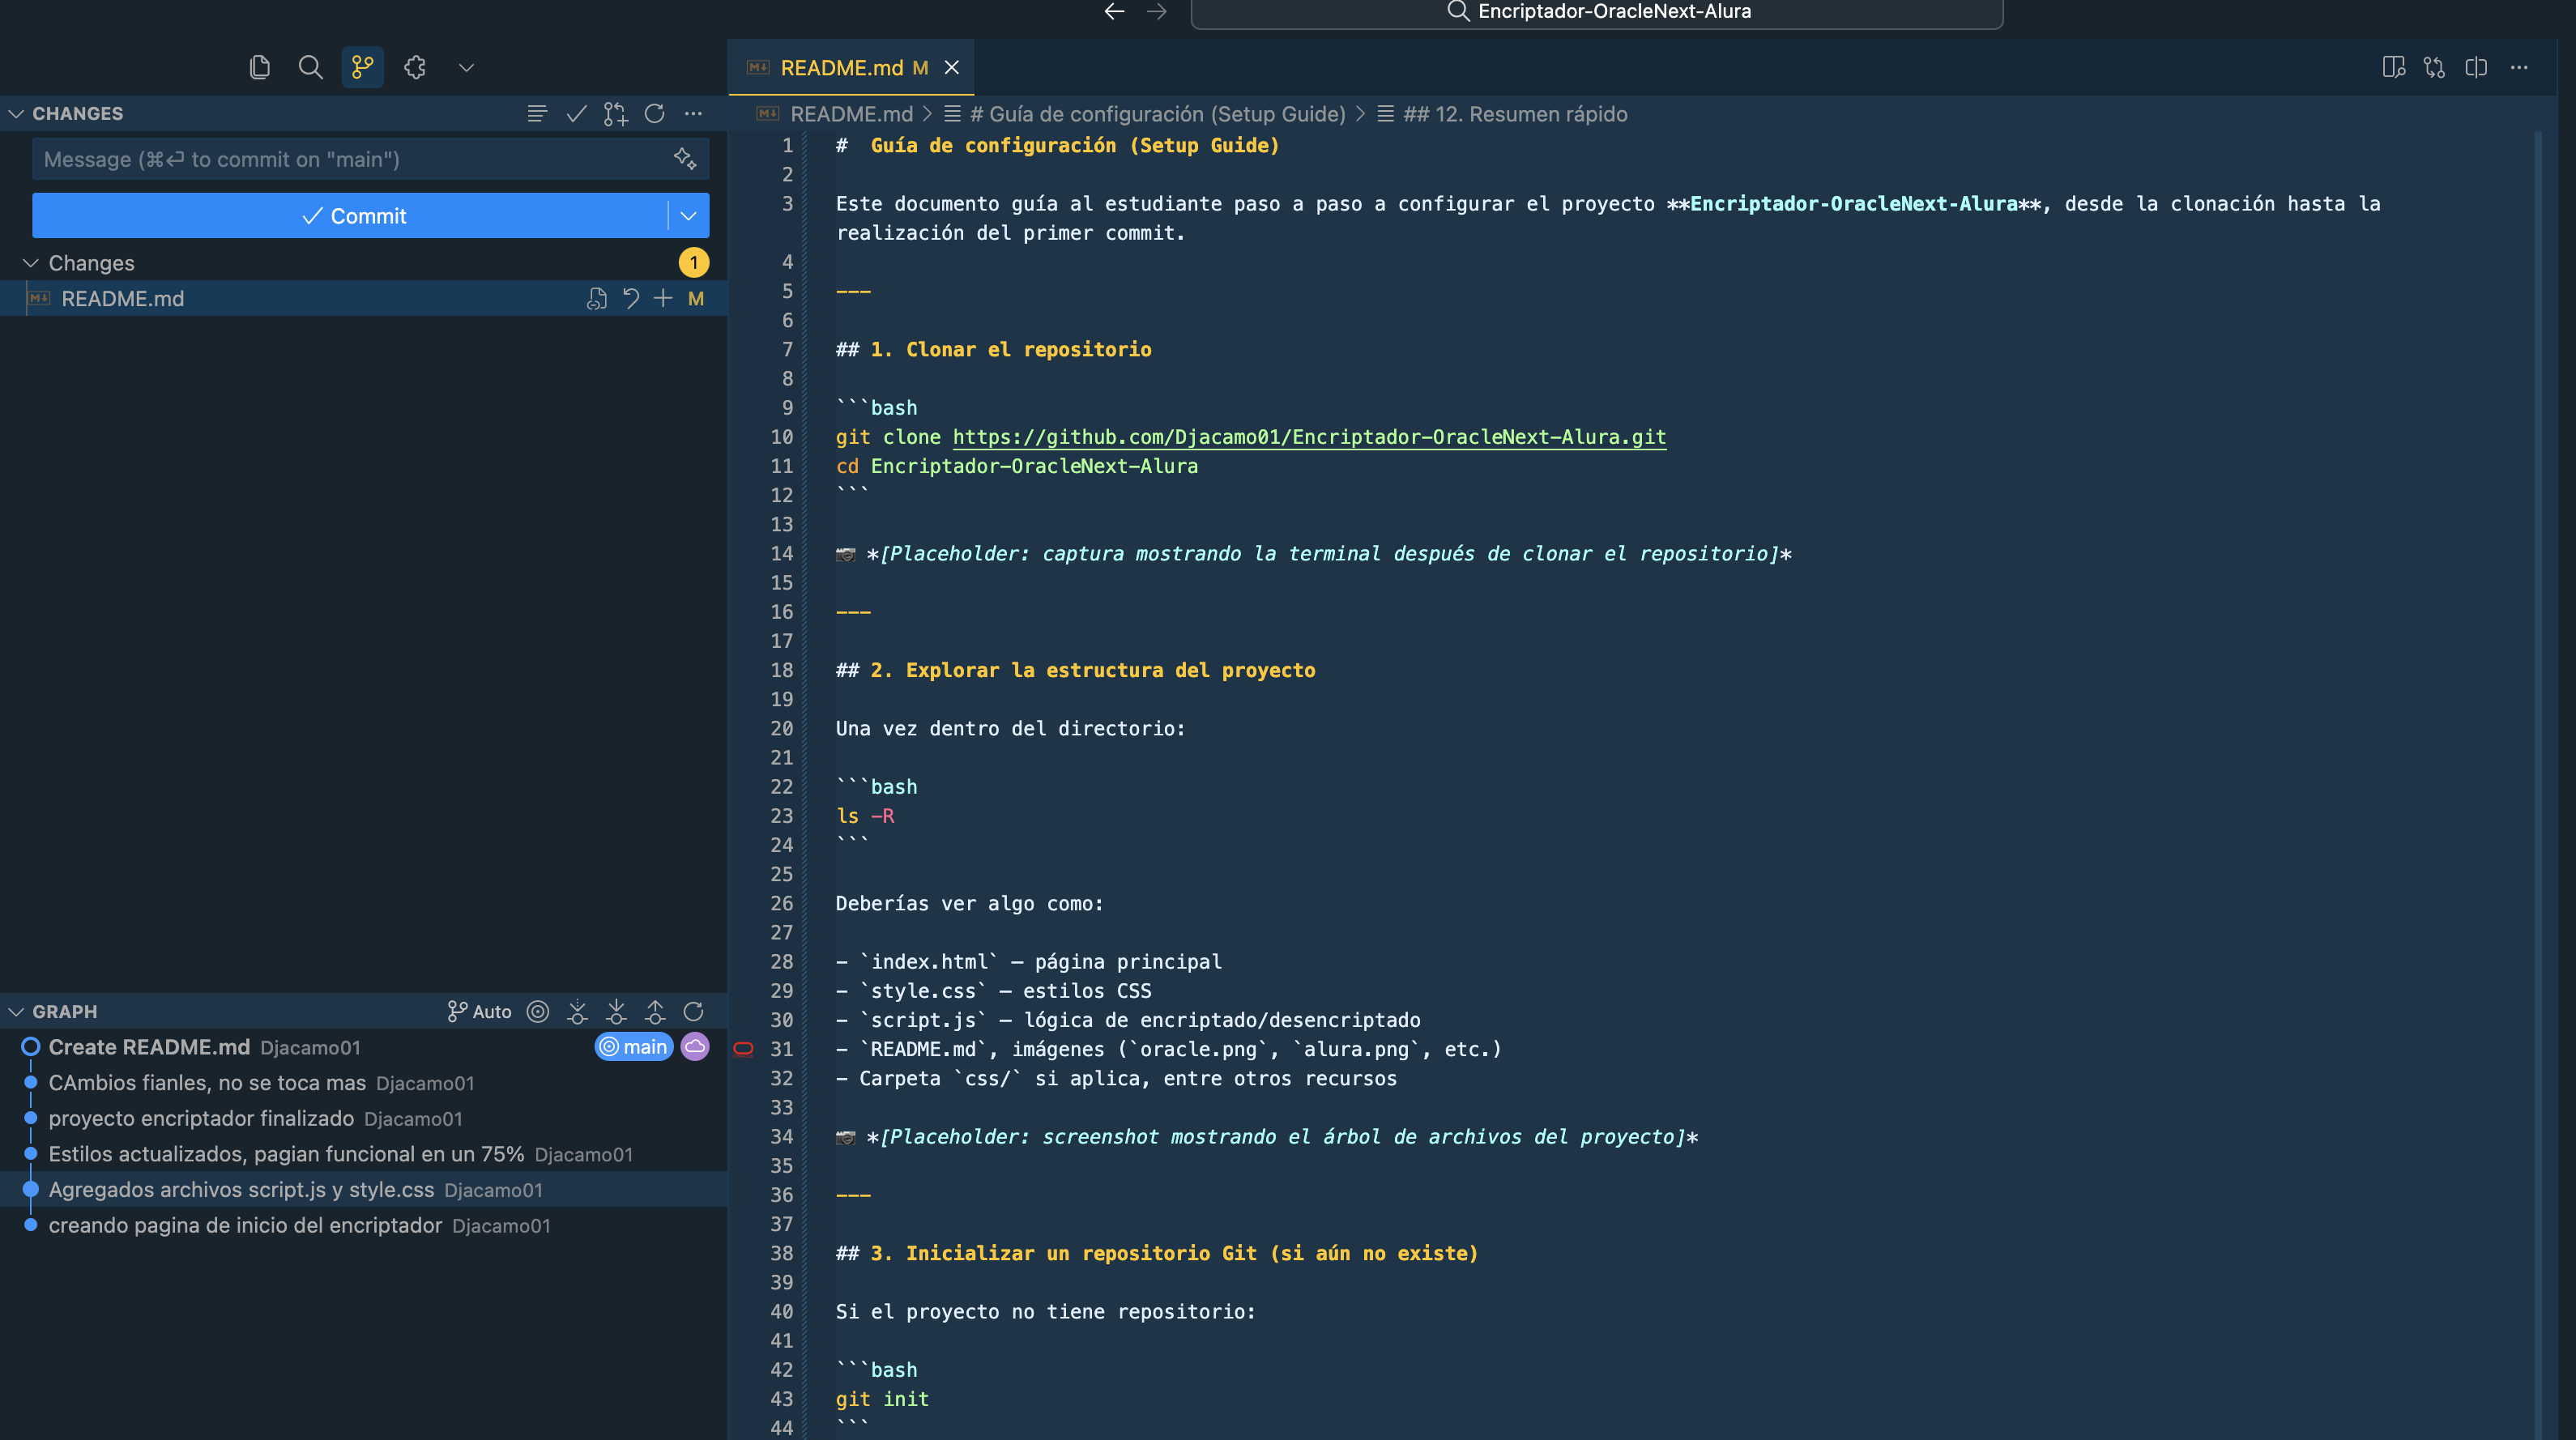 Encriptador-OracleNext-Alura
README.md M
CHANGES
README.md > # Guía de configuración (Setup Guide) > ## 12. Resumen rápido
Message (⌘⏎ to commit on "main")
Commit
Changes 1
README.md M
GRAPH Auto
Create README.md Djacamo01 main
CAmbios fianles, no se toca mas Djacamo01
proyecto encriptador finalizado Djacamo01
Estilos actualizados, pagian funcional en un 75% Djacamo01
Agregados archivos script.js y style.css Djacamo01
creando pagina de inicio del encriptador Djacamo01
1 # Guía de configuración (Setup Guide)
2
3 Este documento guía al estudiante paso a paso a configurar el proyecto **Encriptador-OracleNext-Alura**, desde la clonación hasta la
realización del primer commit.
4
5 ---
6
7 ## 1. Clonar el repositorio
8
9 ```bash
10 git clone https://github.com/Djacamo01/Encriptador-OracleNext-Alura.git
11 cd Encriptador-OracleNext-Alura
12 ```
13
14 📷 *[Placeholder: captura mostrando la terminal después de clonar el repositorio]*
15
16 ---
17
18 ## 2. Explorar la estructura del proyecto
19
20 Una vez dentro del directorio:
21
22 ```bash
23 ls -R
24 ```
25
26 Deberías ver algo como:
27
28 - `index.html` – página principal
29 - `style.css` – estilos CSS
30 - `script.js` – lógica de encriptado/desencriptado
31 - `README.md`, imágenes (`oracle.png`, `alura.png`, etc.)
32 - Carpeta `css/` si aplica, entre otros recursos
33
34 📷 *[Placeholder: screenshot mostrando el árbol de archivos del proyecto]*
35
36 ---
37
38 ## 3. Inicializar un repositorio Git (si aún no existe)
39
40 Si el proyecto no tiene repositorio:
41
42 ```bash
43 git init
44 ```